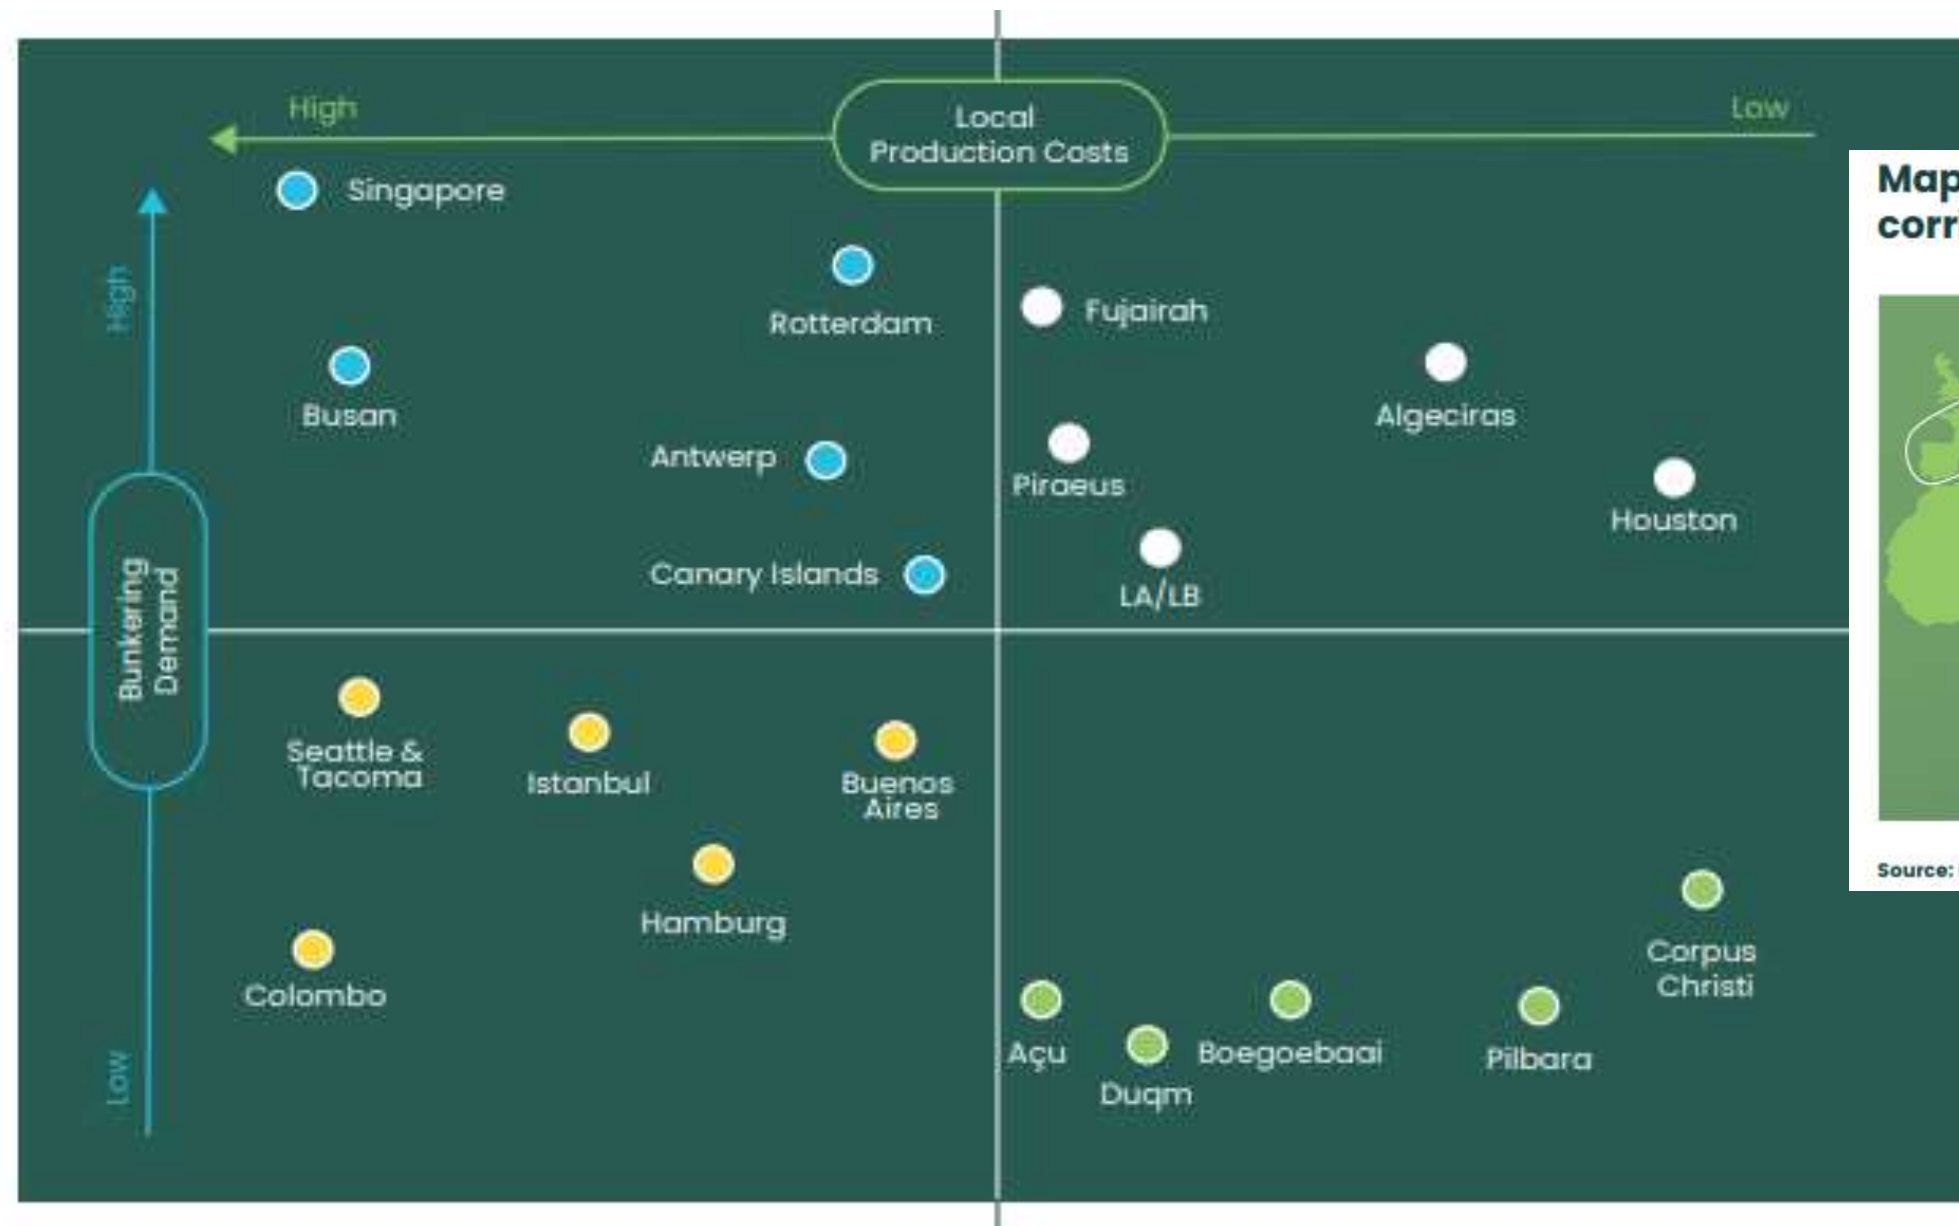 High
Local
Production Costs
Low
Map
corr
Singapore
High
Rotterdam
Fujairah
Busan
Algeciras
Antwerp
Piraeus
Houston
Canary Islands
LA/LB
Bunkering
Demand
Seattle &
Tacoma
Istanbul
Buenos
Aires
Source:
Hamburg
Corpus
Christi
Colombo
Açu
Boegoebaai
Pilbara
Duqm
Low